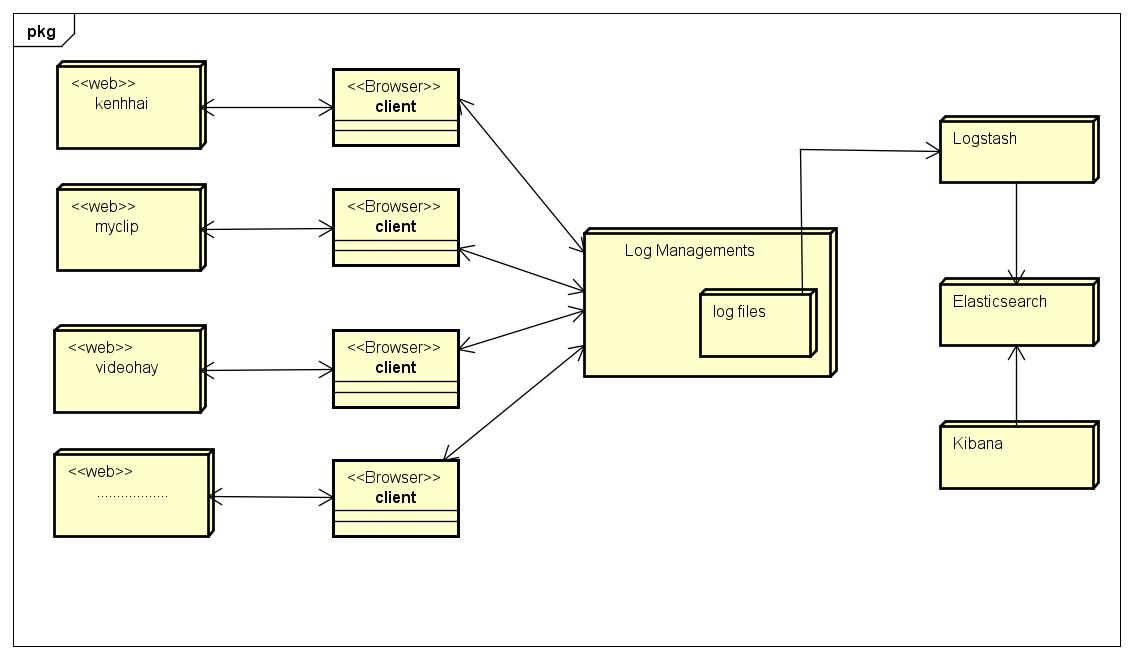 pkg
<<web>>
kenhhai
<<Browser>>
client
<<web>>
myclip
<<Browser>>
client
<<web>>
videohay
<<Browser>>
client
<<web>>
.................
<<Browser>>
client
Log Managements
log files
Logstash
Elasticsearch
Kibana